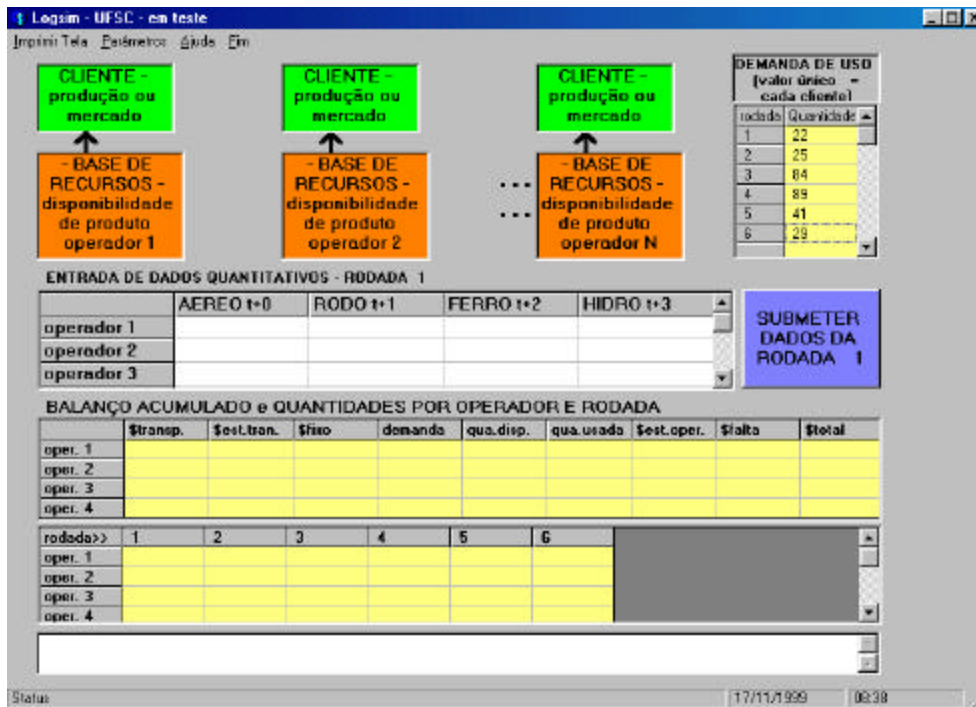 $ Logsim - UFSC - em teste
Imprimir Tela Parâmetros Ajuda Fim
CLIENTE -
produção ou
mercado
CLIENTE -
produção ou
mercado
CLIENTE -
produção ou
mercado
DEMANDA DE USO
(valor único =
cada cliente)
rodada Quantidade
1 22
2 25
3 84
4 89
5 41
6 29
- BASE DE
RECURSOS -
disponibilidade
de produto
operador 1
- BASE DE
RECURSOS -
disponibilidade
de produto
operador 2
...
...
- BASE DE
RECURSOS -
disponibilidade
de produto
operador N
ENTRADA DE DADOS QUANTITATIVOS - RODADA 1
AEREO t+0 RODO t+1 FERRO t+2 HIDRO t+3
operador 1
operador 2
operador 3
SUBMETER
DADOS DA
RODADA 1
BALANÇO ACUMULADO e QUANTIDADES POR OPERADOR E RODADA
$transp. $est.tran. $fixo demanda qua.disp. qua.usada $est.oper. $falta $total
oper. 1
oper. 2
oper. 3
oper. 4
rodada>> 1 2 3 4 5 6
oper. 1
oper. 2
oper. 3
oper. 4
Status 17/11/1999 08:38